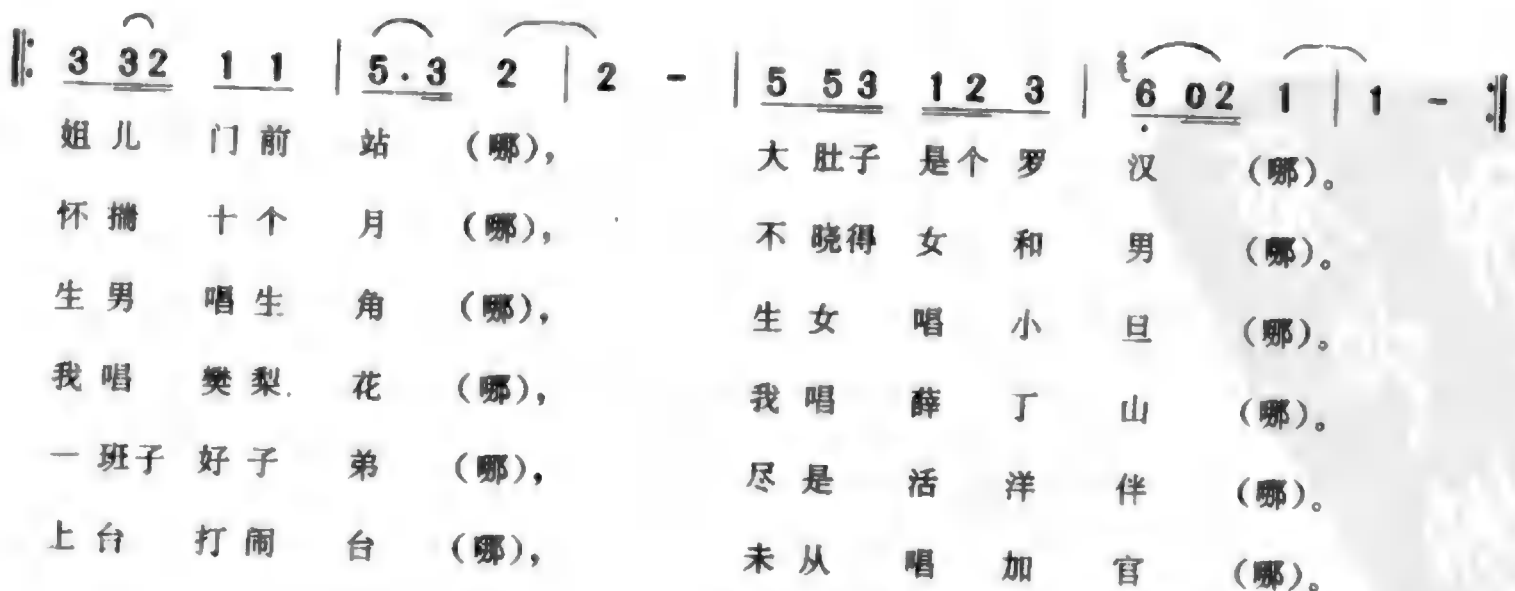 3 32 1 1 | 5.3 2 | 2 - | 5 53 12 3 | 6 02 1 | 1 - 
姐儿 门前 站 (哪)， 大肚子 是个 罗 汉 (哪)。
怀揣 十个 月 (哪)， 不晓得 女 和 男 (哪)。
生男 唱生 角 (哪)， 生女 唱 小 旦 (哪)。
我唱 樊梨 花 (哪)， 我唱 薛 丁 山 (哪)。
一班子 好子 弟 (哪)， 尽是 活 洋 伴 (哪)。
上台 打闹 台 (哪)， 未从 唱 加 官 (哪)。